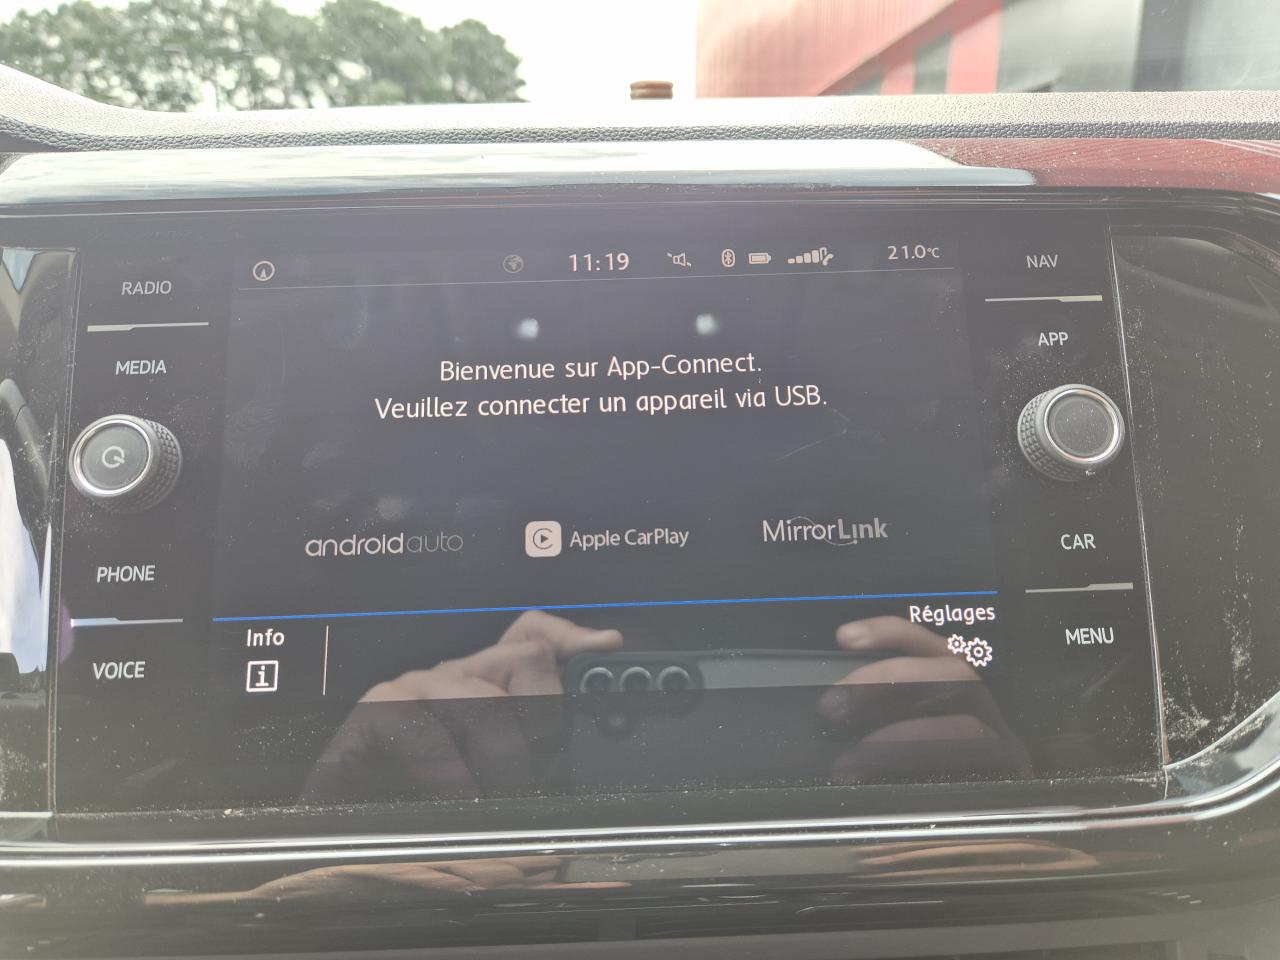 11:19
21.0°C
RADIO
MEDIA
PHONE
VOICE
Bienvenue sur App-Connect.
Veuillez connecter un appareil via USB.
androidauto
Apple CarPlay
MirrorLink
Info
i
Réglages
NAV
APP
CAR
MENU